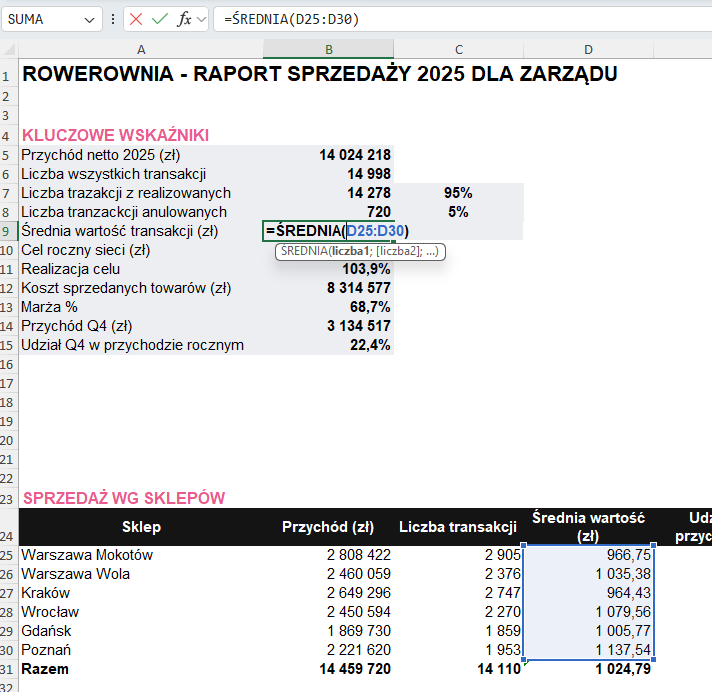 SUMA fx =ŚREDNIA(D25:D30)
A B C D
1 ROWEROWNIA - RAPORT SPRZEDAŻY 2025 DLA ZARZĄDU
2
3
4 KLUCZOWE WSKAŹNIKI
5 Przychód netto 2025 (zł) 14 024 218
6 Liczba wszystkich transakcji 14 998
7 Liczba trazakcji z realizowanych 14 278 95%
8 Liczba tranzackcji anulowanych 720 5%
9 Średnia wartość transakcji (zł) =ŚREDNIA(D25:D30)
10 Cel roczny sieci (zł) ŚREDNIA(liczba1; [liczba2]; ...)
11 Realizacja celu 103,9%
12 Koszt sprzedanych towarów (zł) 8 314 577
13 Marża % 68,7%
14 Przychód Q4 (zł) 3 134 517
15 Udział Q4 w przychodzie rocznym 22,4%
16
17
18
19
20
21
22
23 SPRZEDAŻ WG SKLEPÓW
24 Sklep Przychód (zł) Liczba transakcji Średnia wartość (zł) Udz przyc
25 Warszawa Mokotów 2 808 422 2 905 966,75
26 Warszawa Wola 2 460 059 2 376 1 035,38
27 Kraków 2 649 296 2 747 964,43
28 Wrocław 2 450 594 2 270 1 079,56
29 Gdańsk 1 869 730 1 859 1 005,77
30 Poznań 2 221 620 1 953 1 137,54
31 Razem 14 459 720 14 110 1 024,79
32